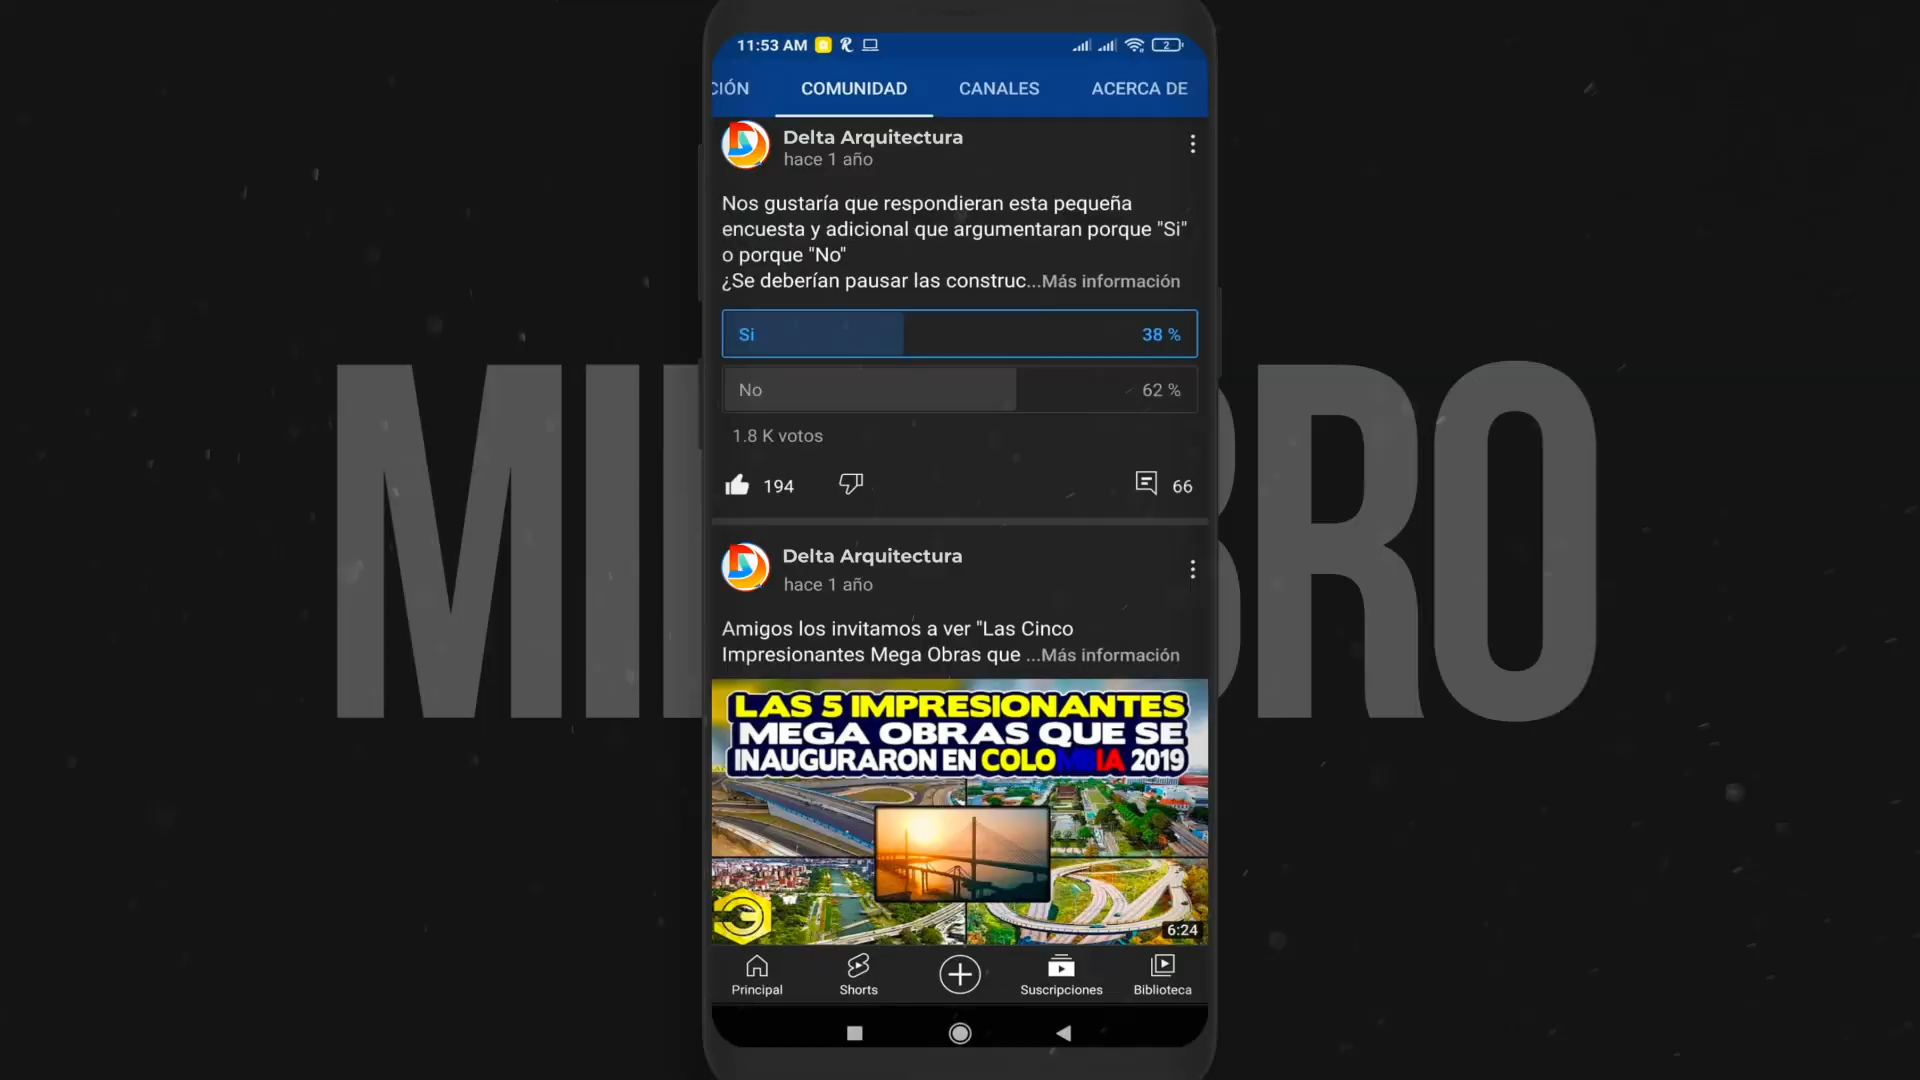 11:53 AM
2
CIÓN COMUNIDAD CANALES ACERCA DE
Delta Arquitectura
hace 1 año
Nos gustaría que respondieran esta pequeña
encuesta y adicional que argumentaran porque "Si"
o porque "No"
¿Se deberían pausar las construc...Más información
Si 38 %
No 62 %
1.8 K votos
194 66
Delta Arquitectura
hace 1 año
Amigos los invitamos a ver "Las Cinco
Impresionantes Mega Obras que ...Más información
LAS 5 IMPRESIONANTES
MEGA OBRAS QUE SE
INAUGURARON EN COLOMBIA 2019
6:24
Principal Shorts Suscripciones Biblioteca